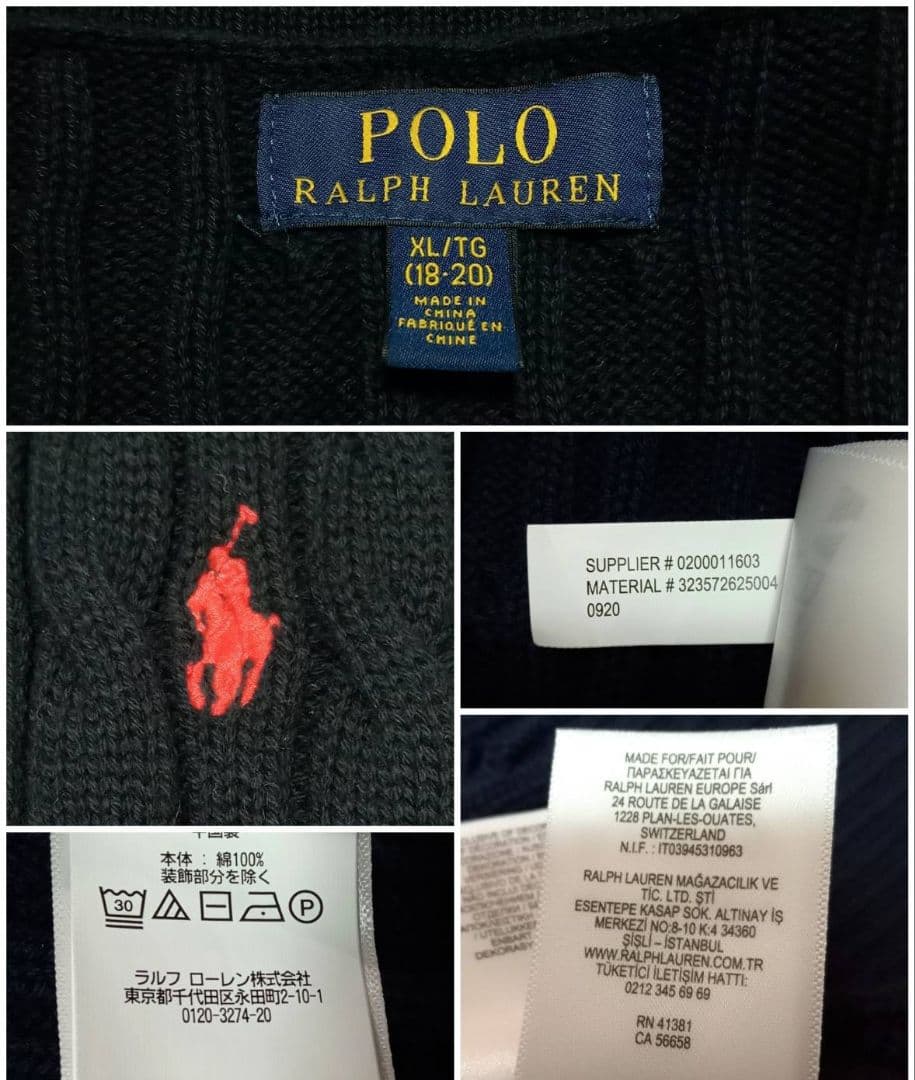 POLO
RALPH LAUREN
XL/TG
(18-20)
MADE IN
CHINA
FABRIQUÉ EN
CHINE
SUPPLIER # 0200011603
MATERIAL # 323572625004
0920
中国製
本体 : 綿100%
装飾部分を除く
30
P
ラルフ ローレン株式会社
東京都千代田区永田町2-10-1
0120-3274-20
MADE FOR/FAIT POUR/
ΠΑΡΑΣΚΕΥΑΖΕΤΑΙ ΓΙΑ
RALPH LAUREN EUROPE Sárl
24 ROUTE DE LA GALAISE
1228 PLAN-LES-OUATES,
SWITZERLAND
N.I.F. : IT03945310963
RALPH LAUREN MAĞAZACILIK VE
TİC. LTD. ŞTİ
ESENTEPE KASAP SOK. ALTINAY İŞ
MERKEZİ NO:8-10 K:4 34360
ŞİŞLİ – İSTANBUL
WWW.RALPHLAUREN.COM.TR
TÜKETİCİ İLETİŞİM HATTI:
0212 345 69 69
RN 41381
CA 56658